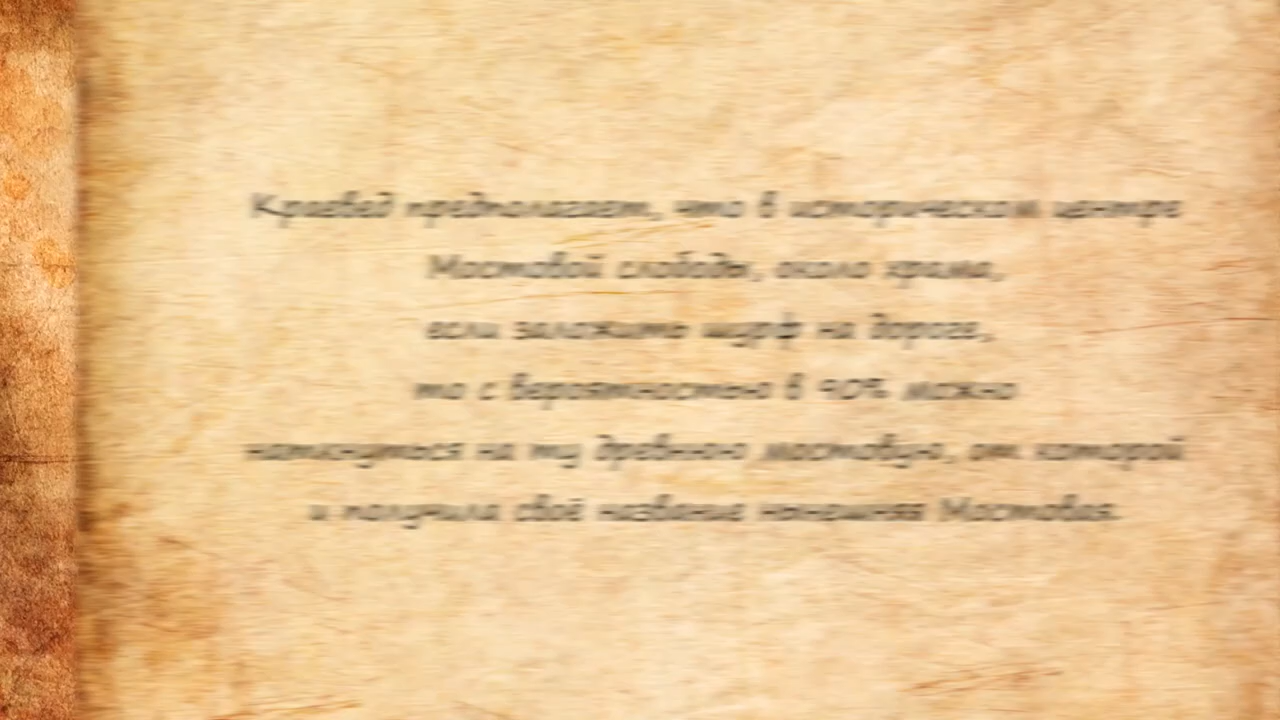 Краевед предполагает, что в историческом центре
Мостовой слободы, около храма,
если заложить шурф на дороге,
то с вероятностью в 90% можно
наткнуться на ту древнюю мостовую, от которой
и получила своё название нынешняя Мостовая.